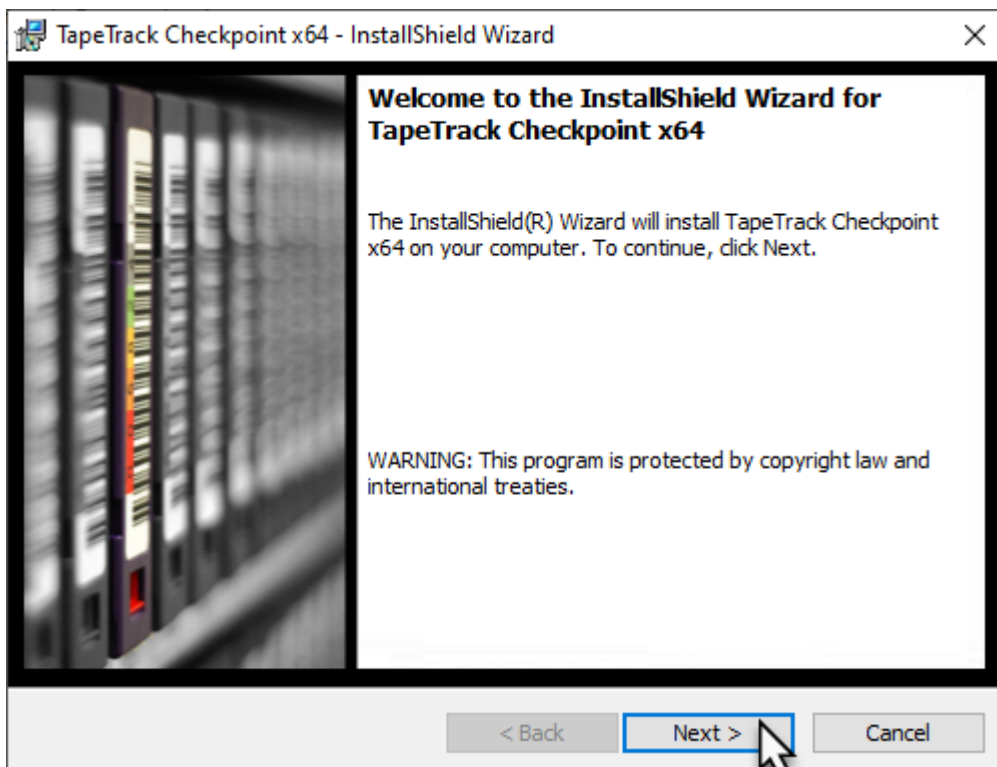 TapeTrack Checkpoint x64 - InstallShield Wizard
Welcome to the InstallShield Wizard for
TapeTrack Checkpoint x64
The InstallShield(R) Wizard will install TapeTrack Checkpoint
x64 on your computer. To continue, click Next.
WARNING: This program is protected by copyright law and
international treaties.
< Back
Next >
Cancel